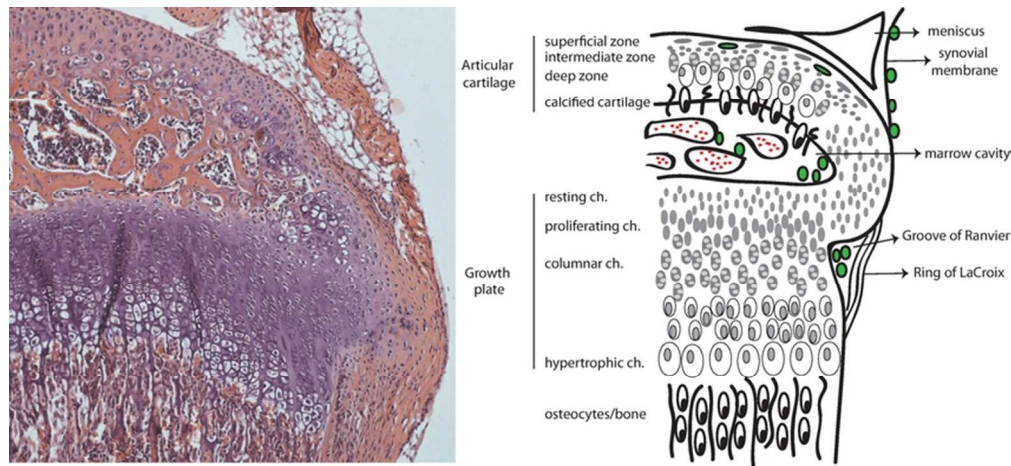 Articular
cartilage
superficial zone
intermediate zone
deep zone
calcified cartilage
meniscus
synovial
membrane
marrow cavity
Growth
plate
resting ch.
proliferating ch.
columnar ch.
hypertrophic ch.
osteocytes/bone
Groove of Ranvier
Ring of LaCroix